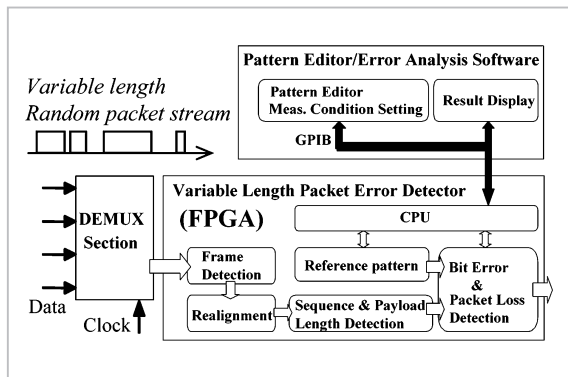 Pattern Editor/Error Analysis Software
Pattern Editor
Meas. Condition Setting
Result Display
GPIB
Variable length
Random packet stream
Variable Length Packet Error Detector
(FPGA)
CPU
DEMUX
Section
Frame
Detection
Reference pattern
Bit Error
&
Packet Loss
Detection
Realignment
Sequence & Payload
Length Detection
Data
Clock